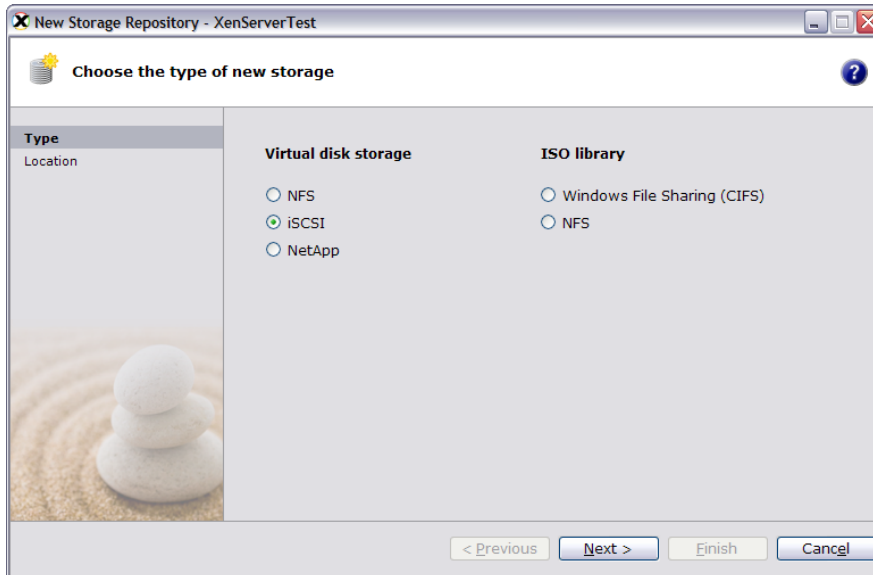 New Storage Repository - XenServerTest
Choose the type of new storage
?
Type
Location
Virtual disk storage
NFS
iSCSI
NetApp
ISO library
Windows File Sharing (CIFS)
NFS
< Previous
Next >
Finish
Cancel